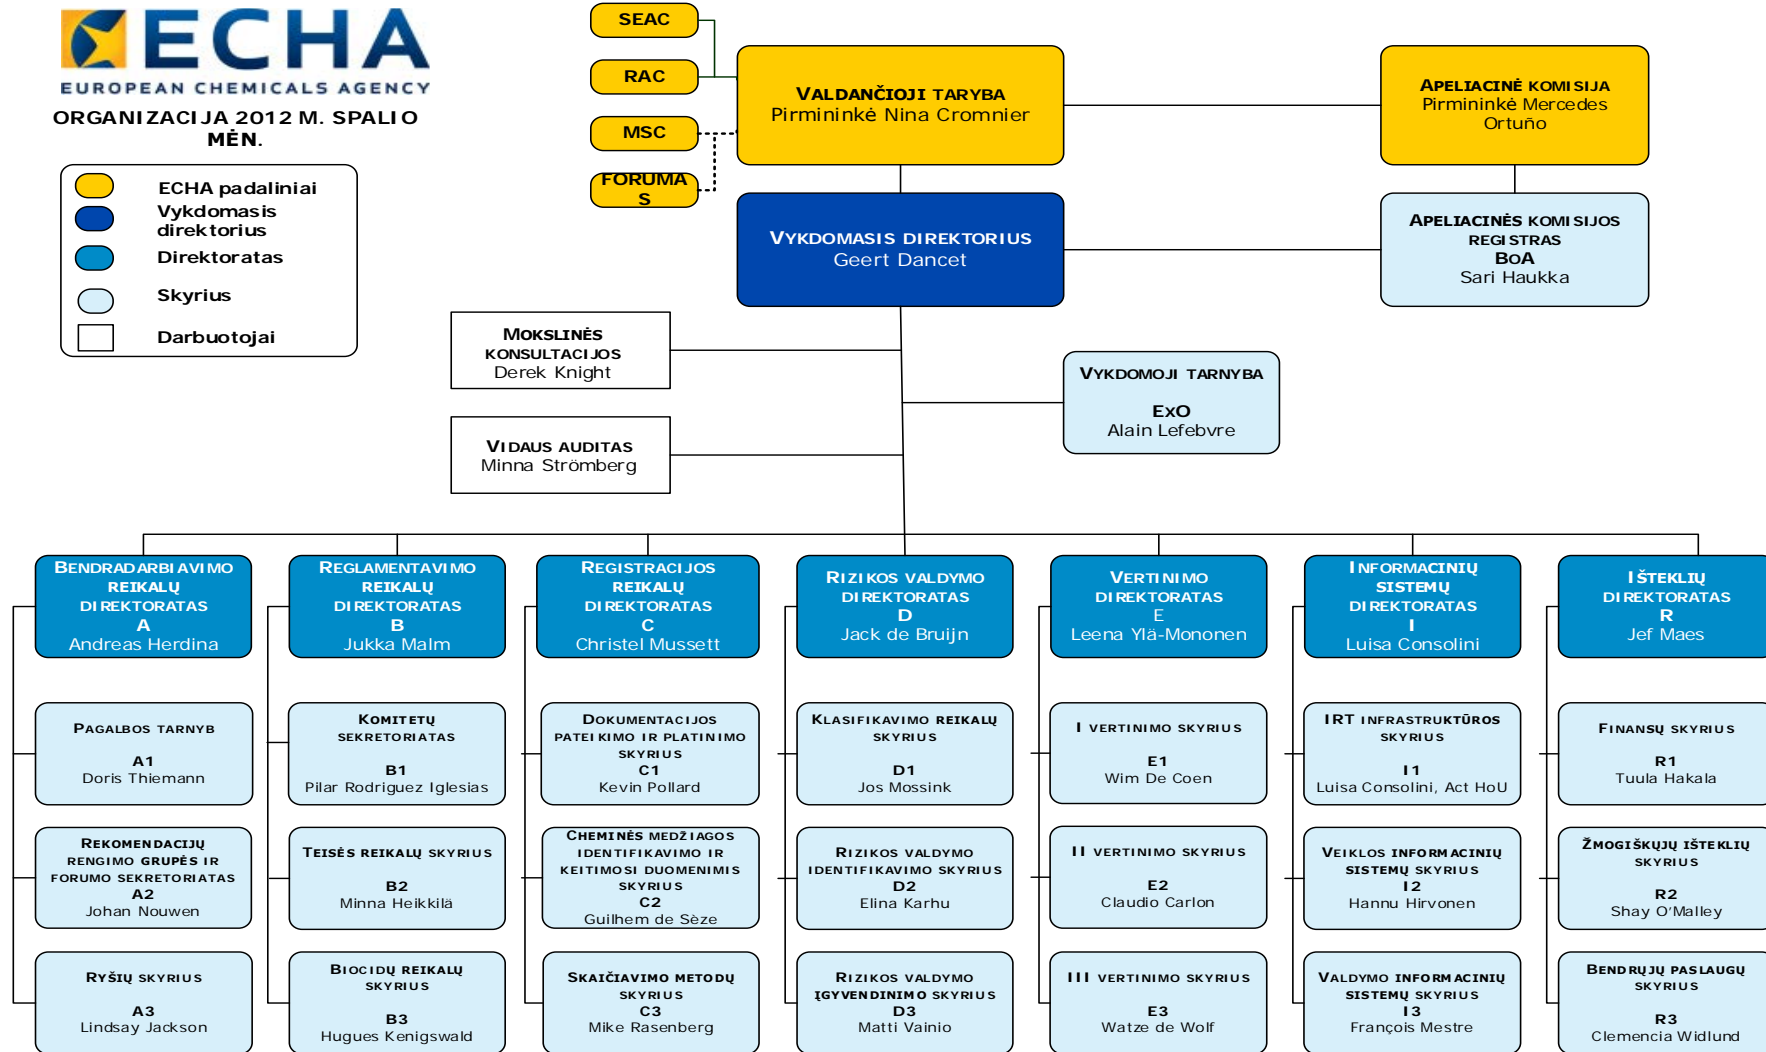 ECHA
EUROPEAN CHEMICALS AGENCY
ORGANIZACIJA 2012 M. SPALIO
MĖN.
ECHA padaliniai
Vykdomasis
direktorius
Direktoratas
Skyrius
Darbuotojai
SEAC
RAC
MSC
FORUMA
S
VALDANČIOJI TARYBA
Pirmininkė Nina Cromnier
APELIACINĖ KOMISIJA
Pirmininkė Mercedes
Ortuño
VYKDOMASIS DIREKTORIUS
Geert Dancet
APELIACINĖS KOMISIJOS
REGISTRAS
BOA
Sari Haukka
MOKSLINĖS
KONSULTACIJOS
Derek Knight
VYKDOMOJI TARNYBA
ExO
Alain Lefebvre
VIDAUS AUDITAS
Minna Strömberg
BENDRADARBIAVIMO
REIKALŲ
DIREKTORATAS
A
Andreas Herdina
REGLAMENTAVIMO
REIKALŲ
DIREKTORATAS
B
Jukka Malm
REGISTRACIJOS
REIKALŲ
DIREKTORATAS
C
Christel Mussett
RIZIKOS VALDYMO
DIREKTORATAS
D
Jack de Bruijn
VERTINIMO
DIREKTORATAS
E
Leena Ylä-Mononen
INFORMACINIŲ
SISTEMŲ
DIREKTORATAS
I
Luisa Consolini
IŠTEKLIŲ
DIREKTORATAS
R
Jef Maes
PAGALBOS TARNYB
A1
Doris Thiemann
KOMITETŲ
SEKRETORIATAS
B1
Pilar Rodriguez Iglesias
DOKUMENTACIJOS
PATEIKIMO IR PLATINIMO
SKYRIUS
C1
Kevin Pollard
KLASIFIKAVIMO REIKALŲ
SKYRIUS
D1
Jos Mossink
I VERTINIMO SKYRIUS
E1
Wim De Coen
IRT INFRASTRUKTŪROS
SKYRIUS
I1
Luisa Consolini, Act HoU
FINANSŲ SKYRIUS
R1
Tuula Hakala
REKOMENDACIJŲ
RENGIMO GRUPĖS IR
FORUMO SEKRETORIATAS
A2
Johan Nouwen
TEISĖS REIKALŲ SKYRIUS
B2
Minna Heikkilä
CHEMINĖS MEDŽIAGOS
IDENTIFIKAVIMO IR
KEITIMOSI DUOMENIMIS
SKYRIUS
C2
Guilhem de Sèze
RIZIKOS VALDYMO
IDENTIFIKAVIMO SKYRIUS
D2
Elina Karhu
II VERTINIMO SKYRIUS
E2
Claudio Carlon
VEIKLOS INFORMACINIŲ
SISTEMŲ SKYRIUS
I2
Hannu Hirvonen
ŽMOGIŠKŲJŲ IŠTEKLIŲ
SKYRIUS
R2
Shay O'Malley
RYŠIŲ SKYRIUS
A3
Lindsay Jackson
BIOCIDŲ REIKALŲ
SKYRIUS
B3
Hugues Kenigswald
SKAIČIAVIMO METODŲ
SKYRIUS
C3
Mike Rasenberg
RIZIKOS VALDYMO
ĮGYVENDINIMO SKYRIUS
D3
Matti Vainio
III VERTINIMO SKYRIUS
E3
Watze de Wolf
VALDYMO INFORMACINIŲ
SISTEMŲ SKYRIUS
I3
François Mestre
BENDRŲJŲ PASLAUGŲ
SKYRIUS
R3
Clemencia Widlund